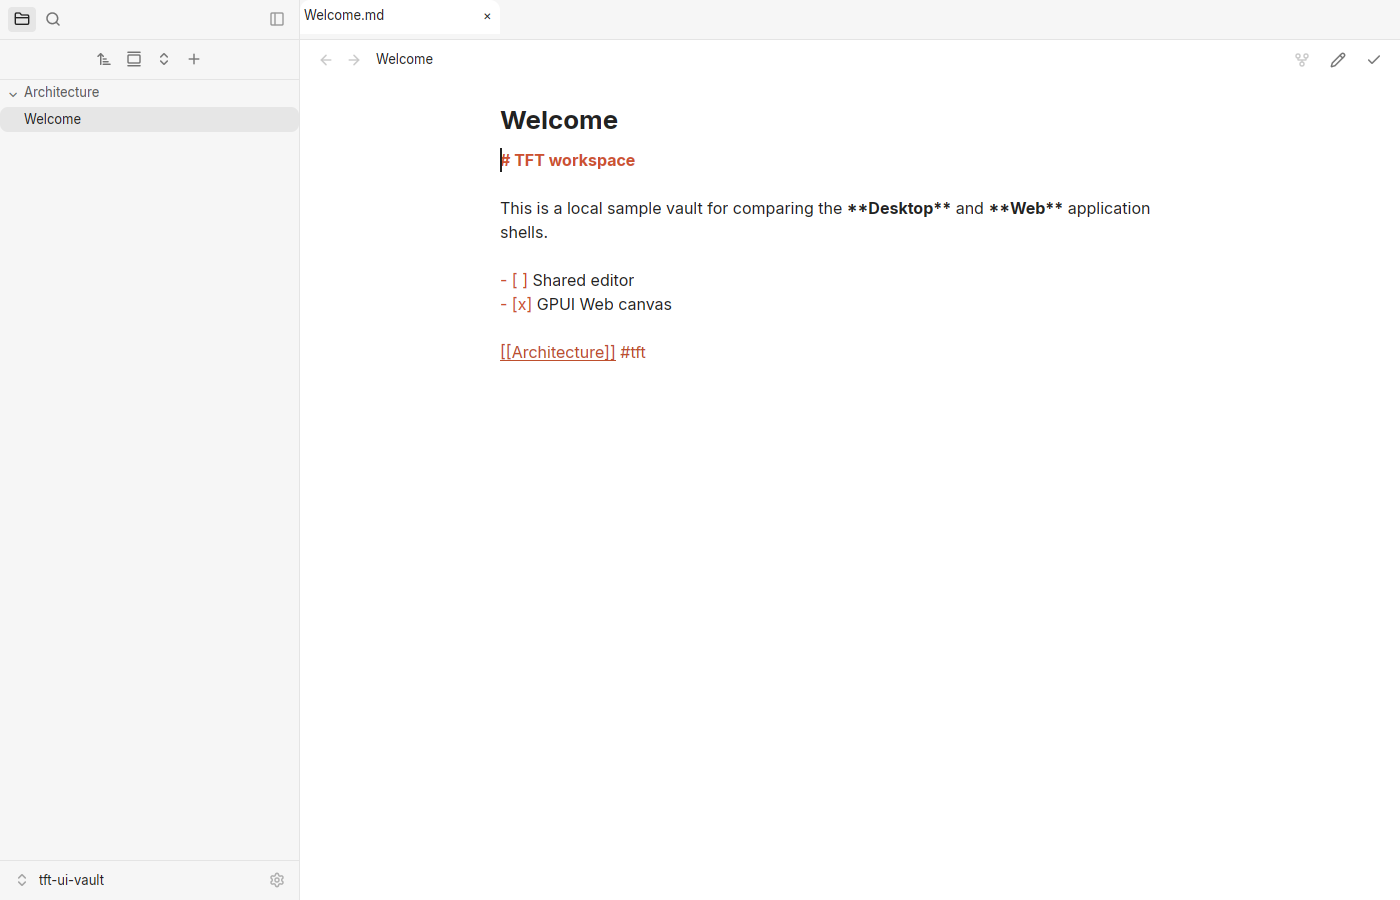 Welcome.md
Welcome
Architecture
Welcome
Welcome
# TFT workspace
This is a local sample vault for comparing the **Desktop** and **Web** application
shells.
- [ ] Shared editor
- [x] GPUI Web canvas
[[Architecture]] #tft
tft-ui-vault